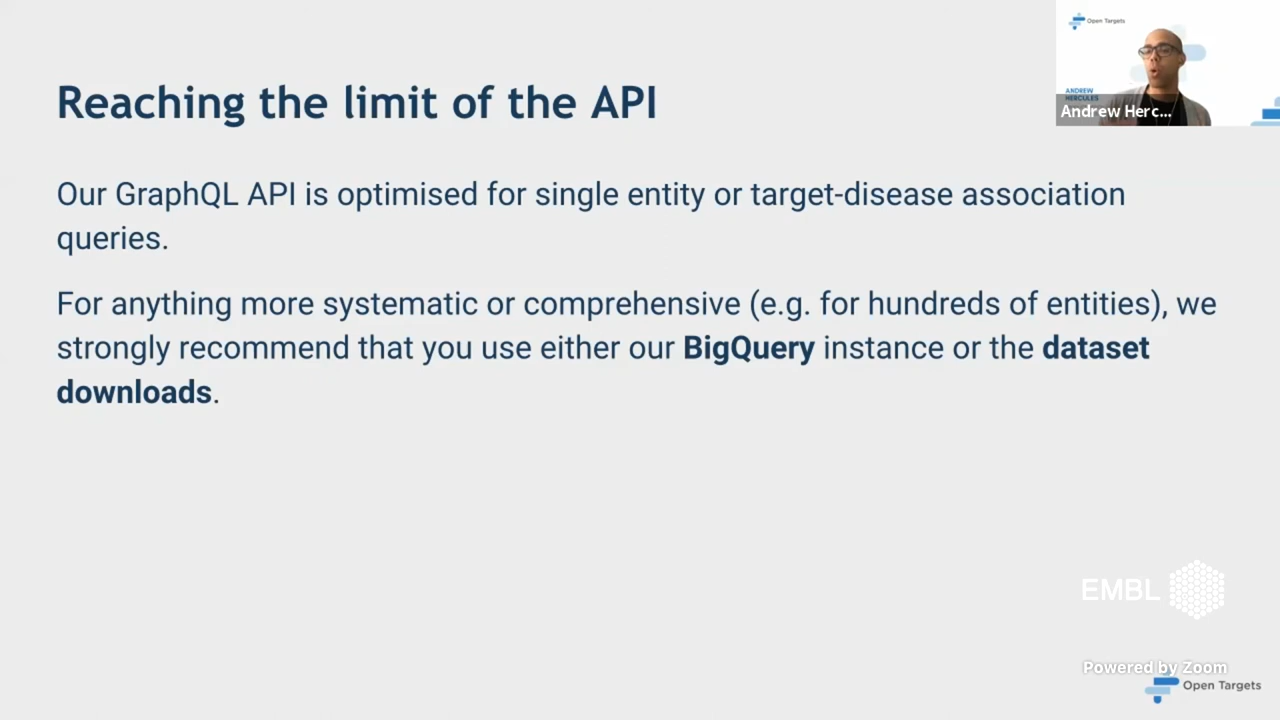 Open Targets
ANDREW
HERCULES
Andrew Herc...
Reaching the limit of the API
Our GraphQL API is optimised for single entity or target-disease association
queries.
For anything more systematic or comprehensive (e.g. for hundreds of entities), we
strongly recommend that you use either our BigQuery instance or the dataset
downloads.
EMBL
Powered by Zoom
Open Targets